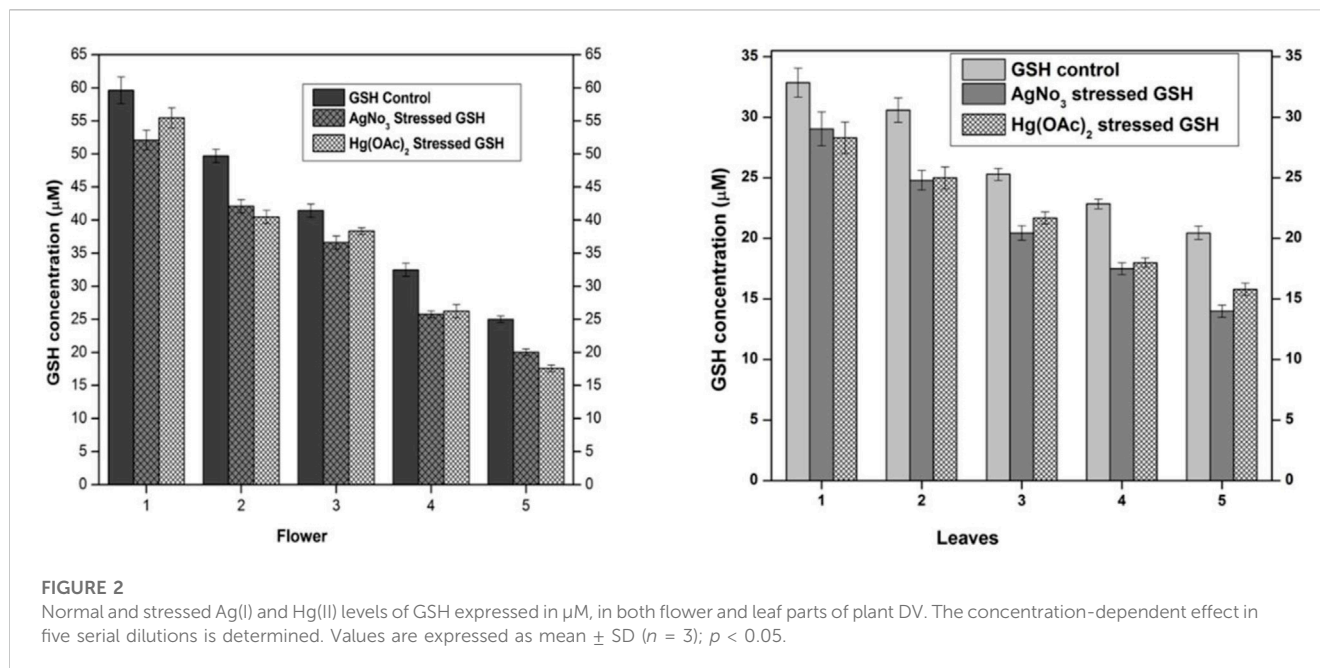 65
60
55
50
45
40
35
30
25
20
15
10
5
0
GSH concentration (µM)
GSH Control
AgNo₃ Stressed GSH
Hg(OAc)₂ Stressed GSH
65
60
55
50
45
40
35
30
25
20
15
10
5
0
1 2 3 4 5
Flower
35
30
25
20
15
10
5
0
GSH concentration (µM)
GSH control
AgNo₃ stressed GSH
Hg(OAc)₂ stressed GSH
35
30
25
20
15
10
5
0
1 2 3 4 5
Leaves
FIGURE 2
Normal and stressed Ag(I) and Hg(II) levels of GSH expressed in µM, in both flower and leaf parts of plant DV. The concentration-dependent effect in
five serial dilutions is determined. Values are expressed as mean ± SD (n = 3); p < 0.05.